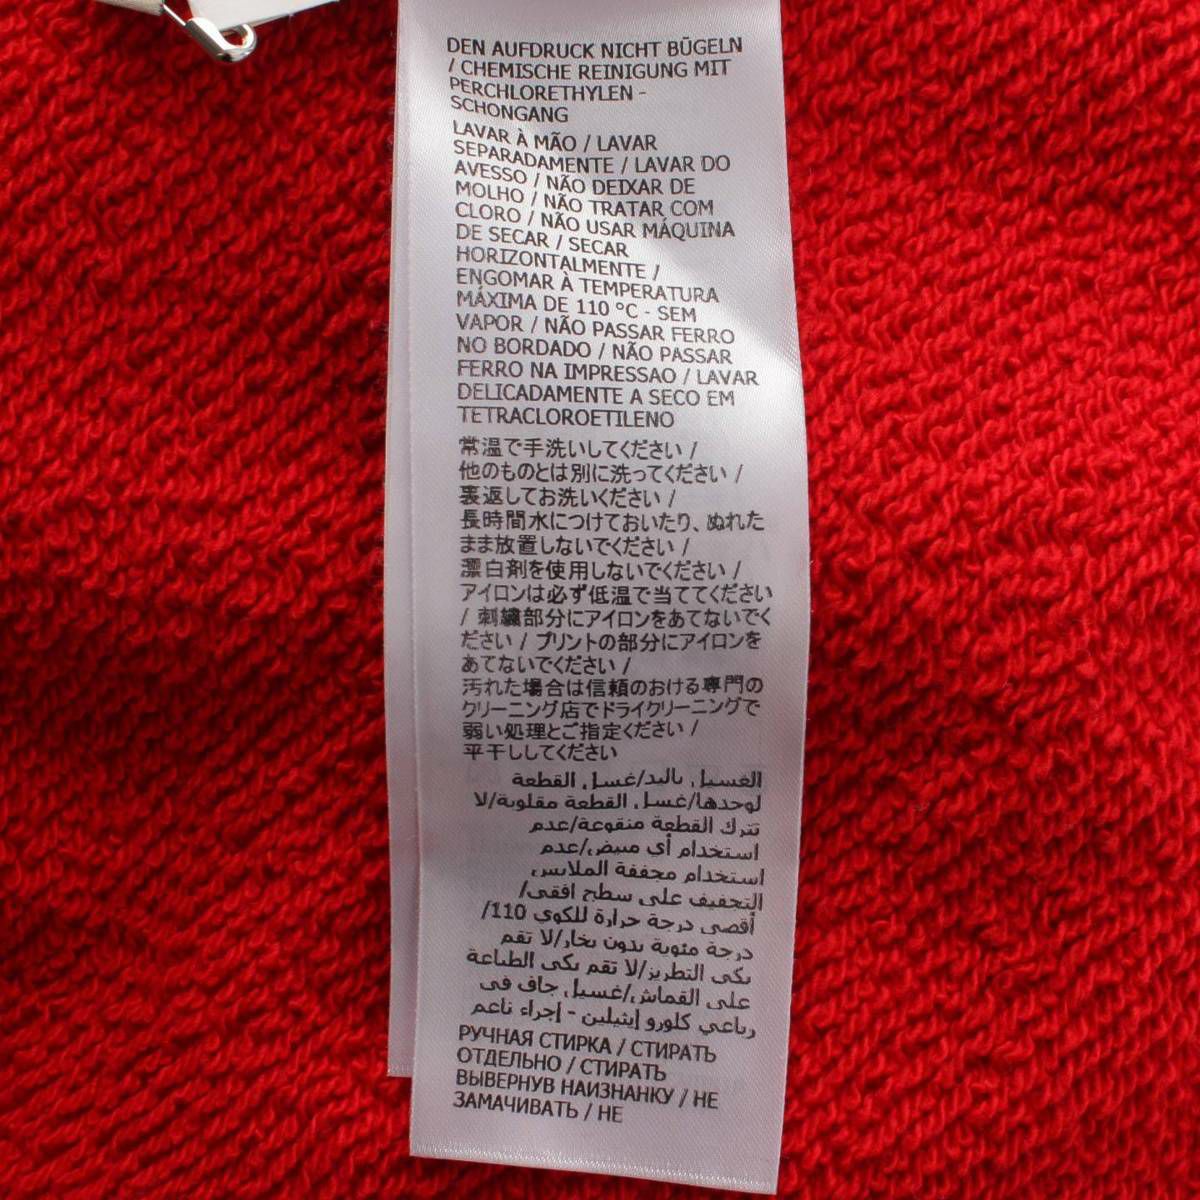 DEN AUFDRUCK NICHT BÜGELN
/ CHEMISCHE REINIGUNG MIT
PERCHLORETHYLEN -
SCHONGANG
LAVAR À MÃO / LAVAR
SEPARADAMENTE / LAVAR DO
AVESSO / NÃO DEIXAR DE
MOLHO / NÃO TRATAR COM
CLORO / NÃO USAR MÁQUINA
DE SECAR / SECAR
HORIZONTALMENTE /
ENGOMAR À TEMPERATURA
MÁXIMA DE 110 °C - SEM
VAPOR / NÃO PASSAR FERRO
NO BORDADO / NÃO PASSAR
FERRO NA IMPRESSAO / LAVAR
DELICADAMENTE A SECO EM
TETRACLOROETILENO
常温で手洗いしてください /
他のものとは別に洗ってください /
裏返してお洗いください /
長時間水につけておいたり、ぬれた
まま放置しないでください /
漂白剤を使用しないでください /
アイロンは必ず低温で当ててください
/ 刺繍部分にアイロンをあてないでく
ださい / プリントの部分にアイロンを
あてないでください /
汚れた場合は信頼のおける専門の
クリーニング店でドライクリーニングで
弱い処理とご指定ください /
平干ししてください
الغسيل باليد/غسل القطعة
لوحدها/غسل القطعة مقلوبة/لا
تترك القطعة منقوعة/عدم
استخدام أي مبيض/عدم
استخدام مجففة الملابس
التجفيف على سطح افقي/
أقصى درجة حرارة للكوي 110/
درجة مئوية بدون بخار/لا تقم
بكي التطريز/لا تقم بكي الطباعة
على القماش/غسيل جاف في
رباعي كلورو إيثيلين - إجراء ناعم
РУЧНАЯ СТИРКА / СТИРАТЬ
ОТДЕЛЬНО / СТИРАТЬ
ВЫВЕРНУВ НАИЗНАНКУ / НЕ
ЗАМАЧИВАТЬ / НЕ